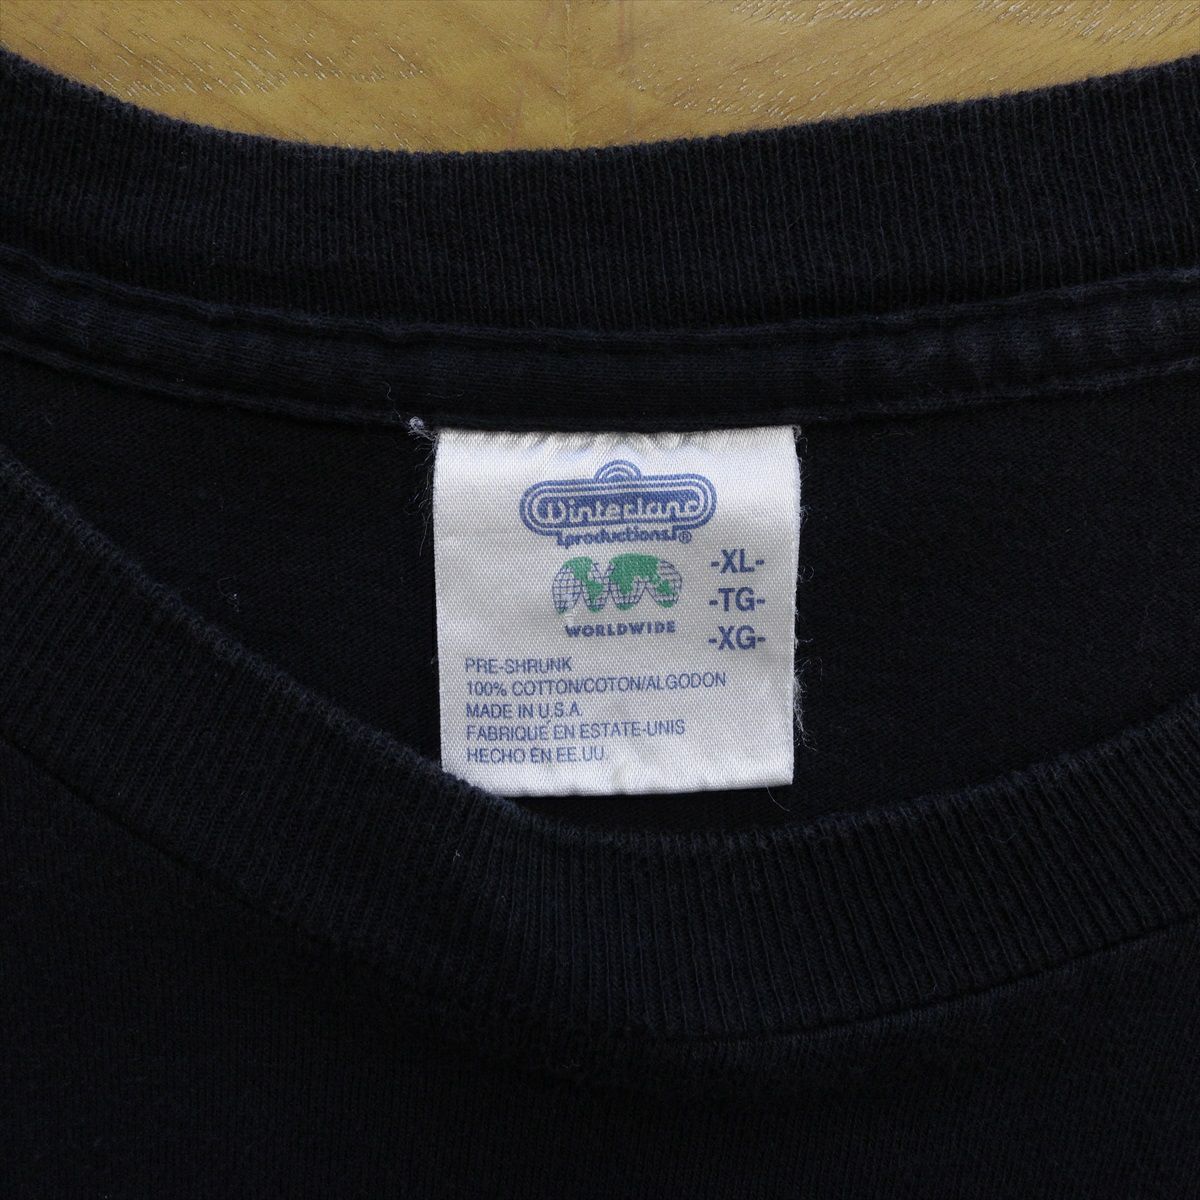 Winterland
productions®
-XL-
-TG-
-XG-
WORLDWIDE
PRE-SHRUNK
100% COTTON/COTON/ALGODON
MADE IN U.S.A
FABRIQUE EN ESTATE-UNIS
HECHO EN EE.UU.